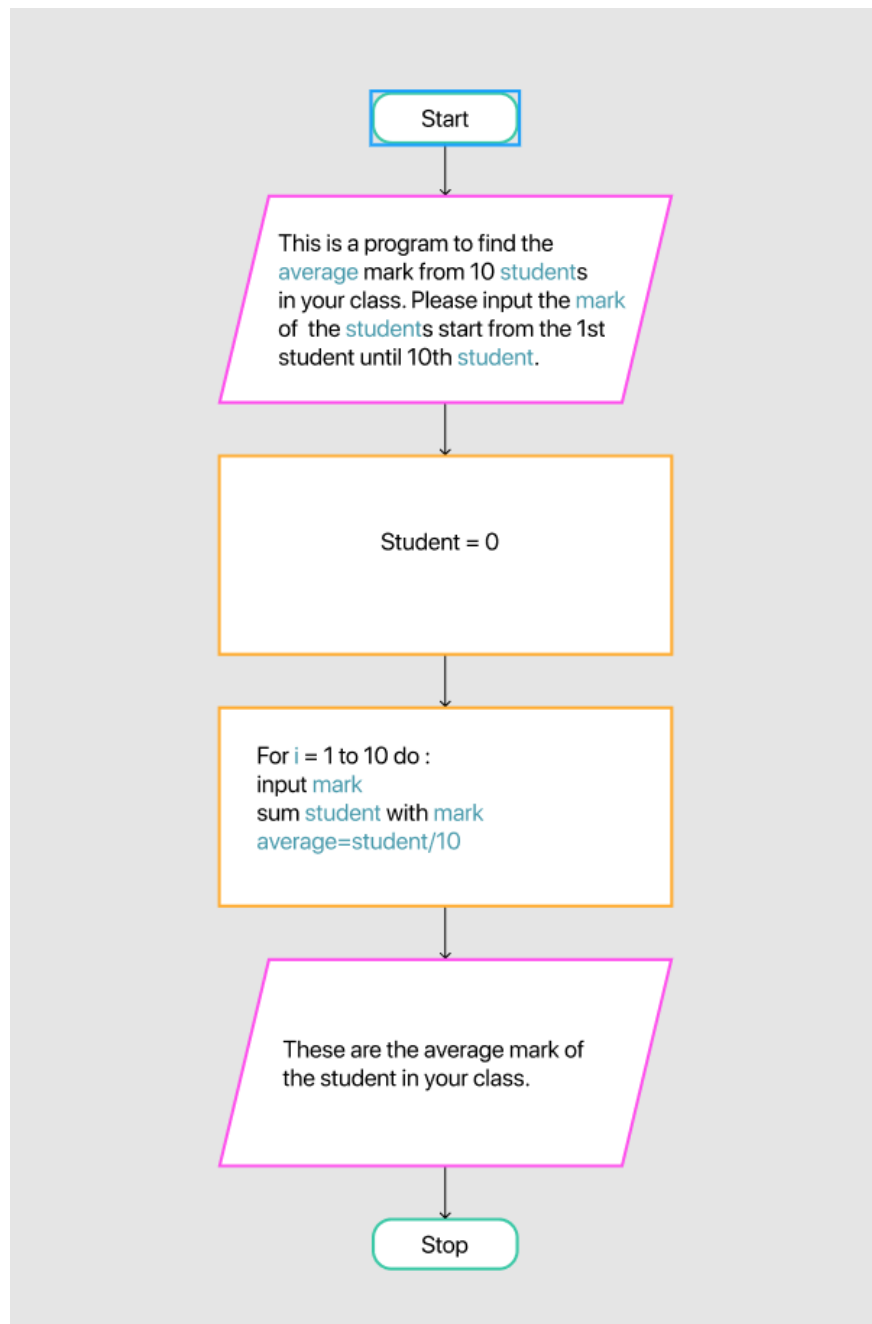 Start
This is a program to find the
average mark from 10 students
in your class. Please input the mark
of the students start from the 1st
student until 10th student.
Student = 0
For i = 1 to 10 do :
input mark
sum student with mark
average=student/10
These are the average mark of
the student in your class.
Stop